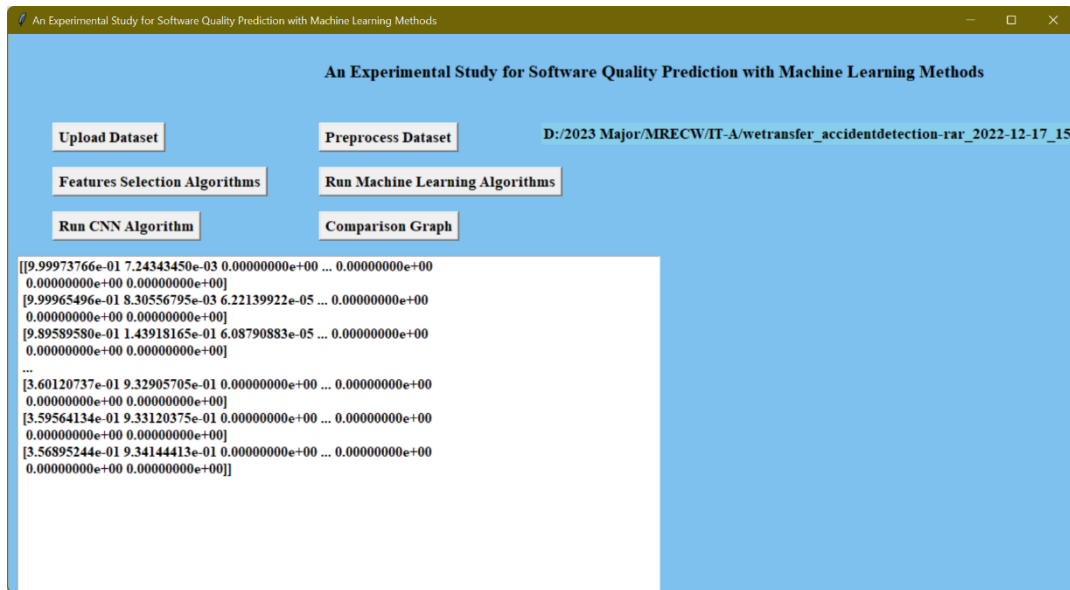 An Experimental Study for Software Quality Prediction with Machine Learning Methods
An Experimental Study for Software Quality Prediction with Machine Learning Methods
Upload Dataset
Preprocess Dataset
D:/2023 Major/MRECW/IT-A/wetransfer_accidentdetection-rar_2022-12-17_15
Features Selection Algorithms
Run Machine Learning Algorithms
Run CNN Algorithm
Comparison Graph
[[9.99973766e-01 7.24343450e-03 0.00000000e+00 ... 0.00000000e+00
0.00000000e+00 0.00000000e+00]
[9.99965496e-01 8.30556795e-03 6.22139922e-05 ... 0.00000000e+00
0.00000000e+00 0.00000000e+00]
[9.89589580e-01 1.43918165e-01 6.08790883e-05 ... 0.00000000e+00
0.00000000e+00 0.00000000e+00]
...
[3.60120737e-01 9.32905705e-01 0.00000000e+00 ... 0.00000000e+00
0.00000000e+00 0.00000000e+00]
[3.59564134e-01 9.33120375e-01 0.00000000e+00 ... 0.00000000e+00
0.00000000e+00 0.00000000e+00]
[3.56895244e-01 9.34144413e-01 0.00000000e+00 ... 0.00000000e+00
0.00000000e+00 0.00000000e+00]]